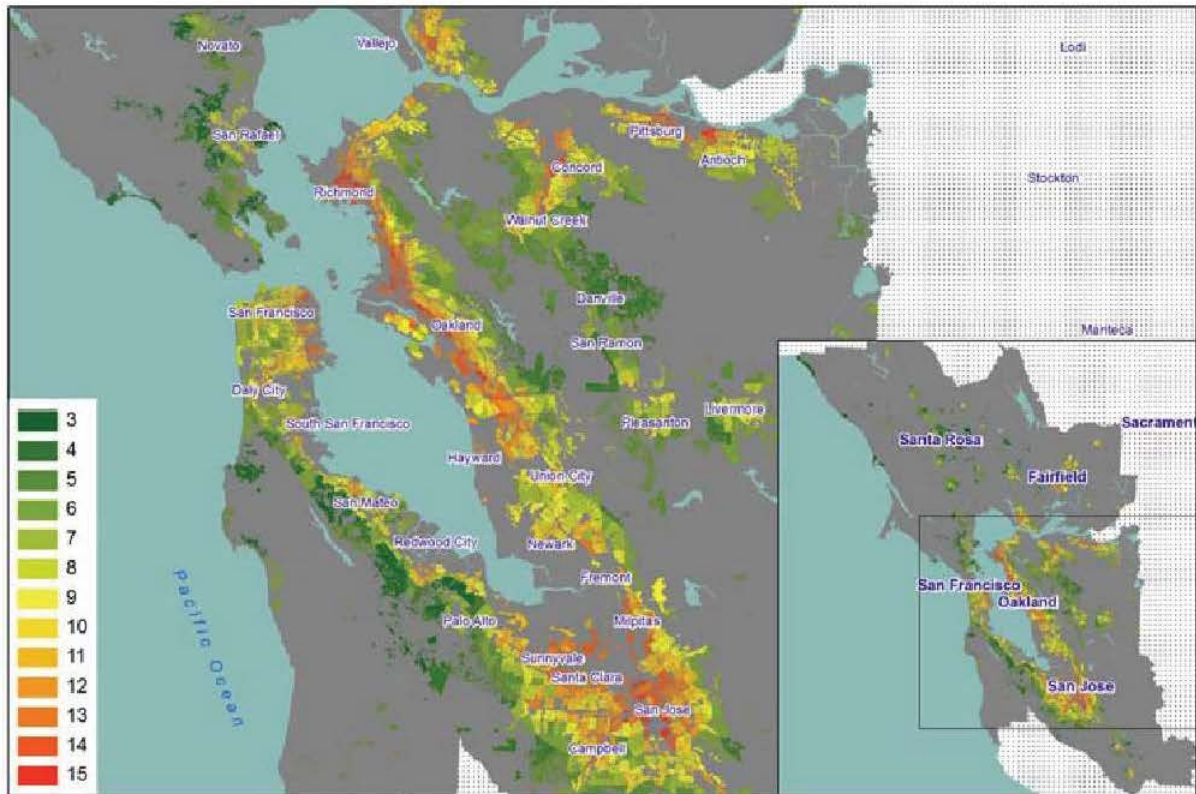 Novato
Vallejo
Lodi
San Rafael
Pittsburg
Antioch
Concord
Stockton
Richmond
Walnut Creek
Danville
San Francisco
Oakland
San Ramon
Manteca
Daly City
Pleasanton
Livermore
South San Francisco
Hayward
Union City
San Mateo
Redwood City
Newark
Fremont
Palo Alto
Milpitas
Sunnyvale
Santa Clara
San Jose
Campbell
Pacific Ocean
3
4
5
6
7
8
9
10
11
12
13
14
15
Sacrament
Santa Rosa
Fairfield
San Francisco
Oakland
San Jose